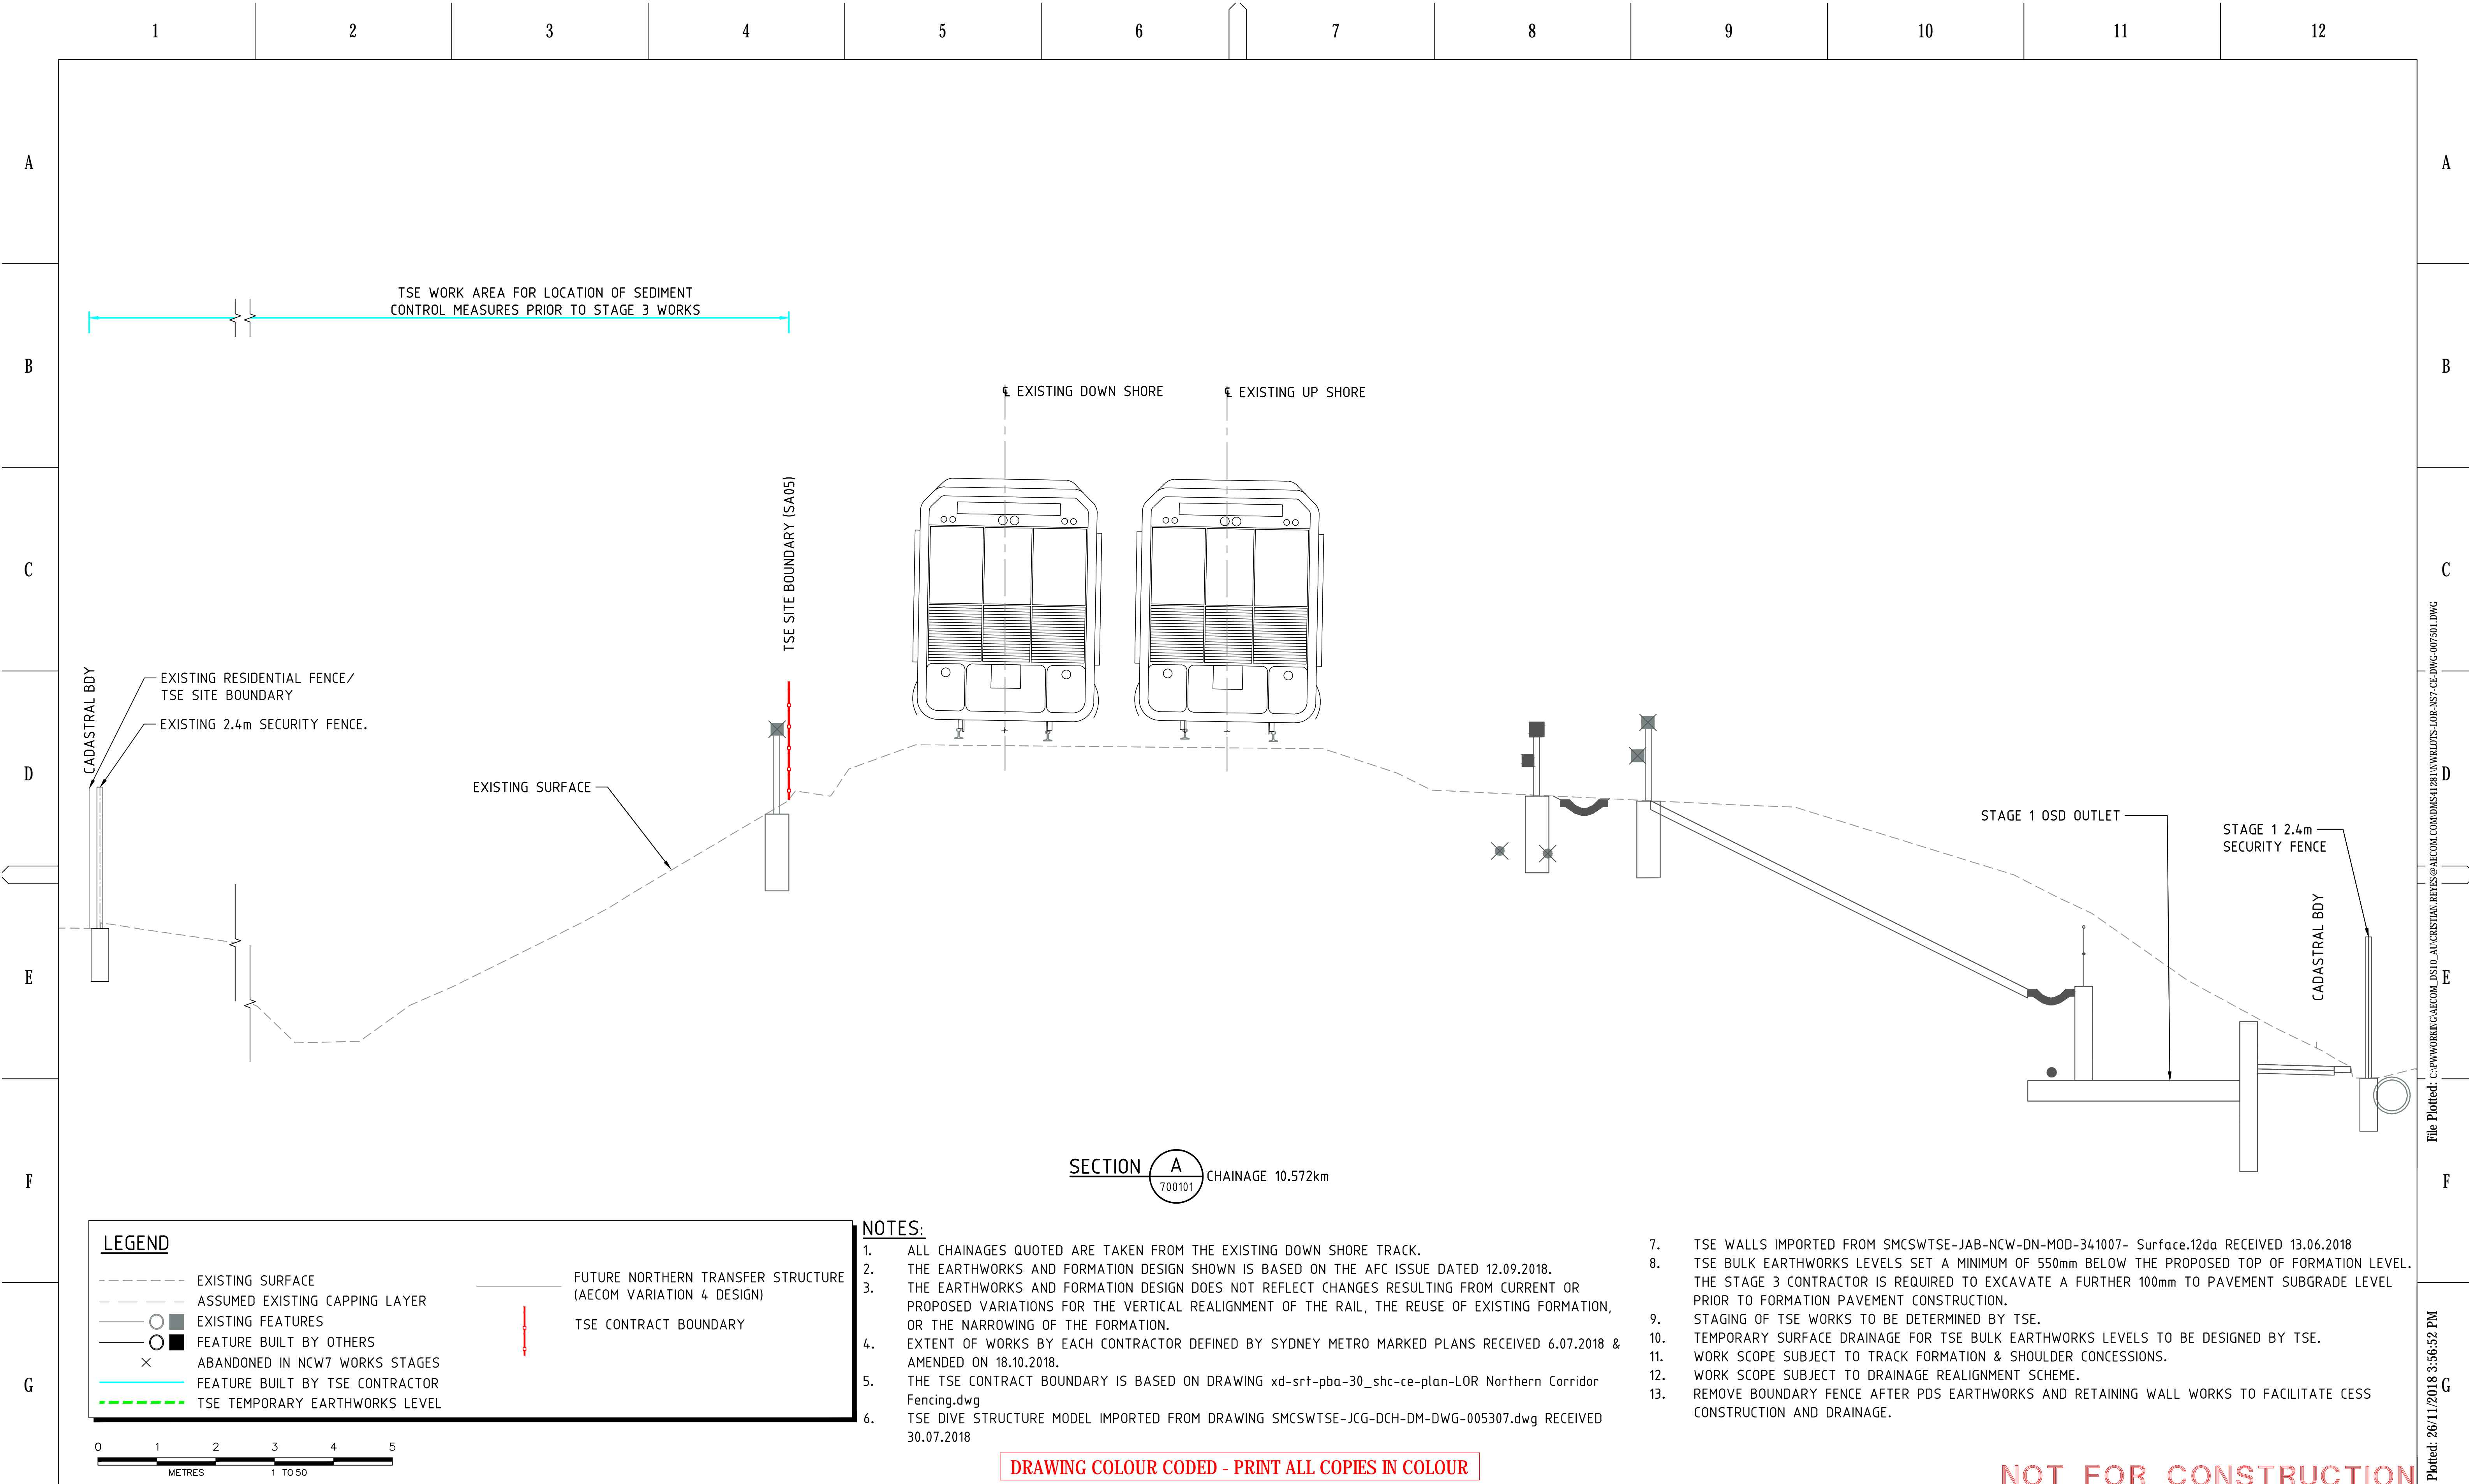 1 2 3 4 5 6 7 8 9 10 11 12
A A
B B
C C
D D
E E
F F
G G
TSE WORK AREA FOR LOCATION OF SEDIMENT
CONTROL MEASURES PRIOR TO STAGE 3 WORKS
℄ EXISTING DOWN SHORE
℄ EXISTING UP SHORE
TSE SITE BOUNDARY (SA05)
CADASTRAL BDY
EXISTING RESIDENTIAL FENCE/
TSE SITE BOUNDARY
EXISTING 2.4m SECURITY FENCE.
EXISTING SURFACE
STAGE 1 OSD OUTLET
STAGE 1 2.4m
SECURITY FENCE
CADASTRAL BDY
SECTION A
700101
CHAINAGE 10.572km
LEGEND
EXISTING SURFACE
ASSUMED EXISTING CAPPING LAYER
EXISTING FEATURES
FEATURE BUILT BY OTHERS
ABANDONED IN NCW7 WORKS STAGES
FEATURE BUILT BY TSE CONTRACTOR
TSE TEMPORARY EARTHWORKS LEVEL
FUTURE NORTHERN TRANSFER STRUCTURE
(AECOM VARIATION 4 DESIGN)
TSE CONTRACT BOUNDARY
0 1 2 3 4 5
METRES 1 TO 50
NOTES:
1. ALL CHAINAGES QUOTED ARE TAKEN FROM THE EXISTING DOWN SHORE TRACK.
2. THE EARTHWORKS AND FORMATION DESIGN SHOWN IS BASED ON THE AFC ISSUE DATED 12.09.2018.
3. THE EARTHWORKS AND FORMATION DESIGN DOES NOT REFLECT CHANGES RESULTING FROM CURRENT OR
PROPOSED VARIATIONS FOR THE VERTICAL REALIGNMENT OF THE RAIL, THE REUSE OF EXISTING FORMATION,
OR THE NARROWING OF THE FORMATION.
4. EXTENT OF WORKS BY EACH CONTRACTOR DEFINED BY SYDNEY METRO MARKED PLANS RECEIVED 6.07.2018 &
AMENDED ON 18.10.2018.
5. THE TSE CONTRACT BOUNDARY IS BASED ON DRAWING xd-srt-pba-30_shc-ce-plan-LOR Northern Corridor
Fencing.dwg
6. TSE DIVE STRUCTURE MODEL IMPORTED FROM DRAWING SMCSWTSE-JCG-DCH-DM-DWG-005307.dwg RECEIVED
30.07.2018
7. TSE WALLS IMPORTED FROM SMCSWTSE-JAB-NCW-DN-MOD-341007- Surface.12da RECEIVED 13.06.2018
8. TSE BULK EARTHWORKS LEVELS SET A MINIMUM OF 550mm BELOW THE PROPOSED TOP OF FORMATION LEVEL.
THE STAGE 3 CONTRACTOR IS REQUIRED TO EXCAVATE A FURTHER 100mm TO PAVEMENT SUBGRADE LEVEL
PRIOR TO FORMATION PAVEMENT CONSTRUCTION.
9. STAGING OF TSE WORKS TO BE DETERMINED BY TSE.
10. TEMPORARY SURFACE DRAINAGE FOR TSE BULK EARTHWORKS LEVELS TO BE DESIGNED BY TSE.
11. WORK SCOPE SUBJECT TO TRACK FORMATION & SHOULDER CONCESSIONS.
12. WORK SCOPE SUBJECT TO DRAINAGE REALIGNMENT SCHEME.
13. REMOVE BOUNDARY FENCE AFTER PDS EARTHWORKS AND RETAINING WALL WORKS TO FACILITATE CESS
CONSTRUCTION AND DRAINAGE.
DRAWING COLOUR CODED - PRINT ALL COPIES IN COLOUR
NOT FOR CONSTRUCTION
File Plotted: C:\PWWORKING\AECOM_DS10_AU\CRISTIAN.REYES@AECOM.COM\DMS41281\NWRLOTS-LOR-NS7-CE-DWG-007501.DWG
Plotted: 26/11/2018 3:56:52 PM